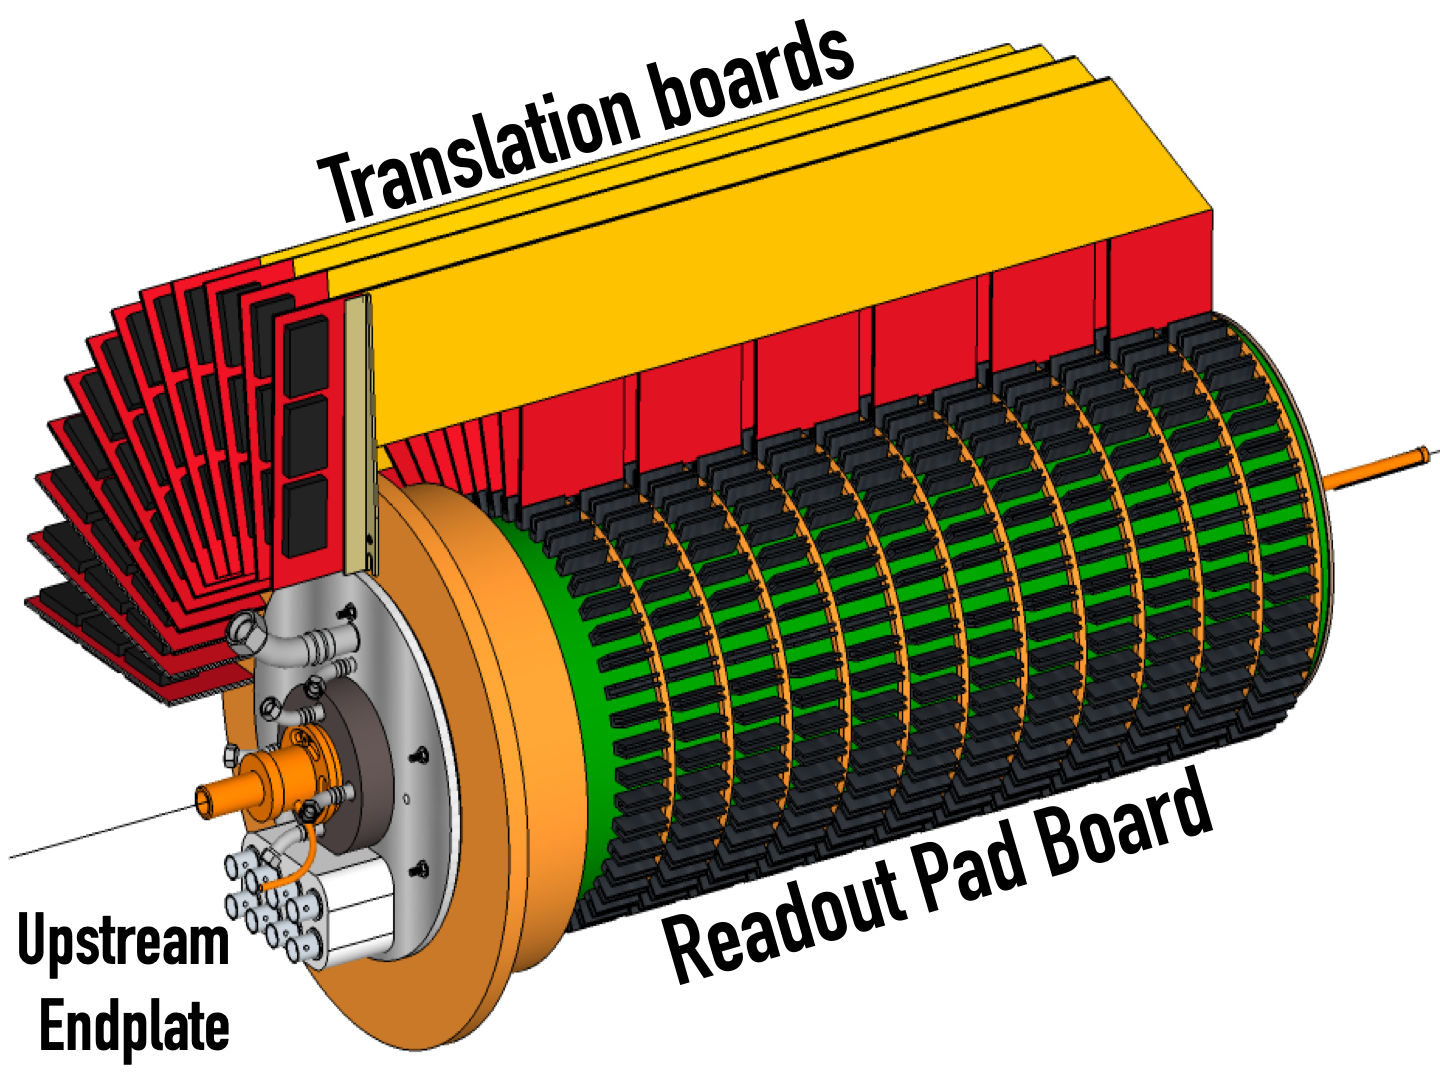 Translation boards
Readout Pad Board
Upstream
Endplate